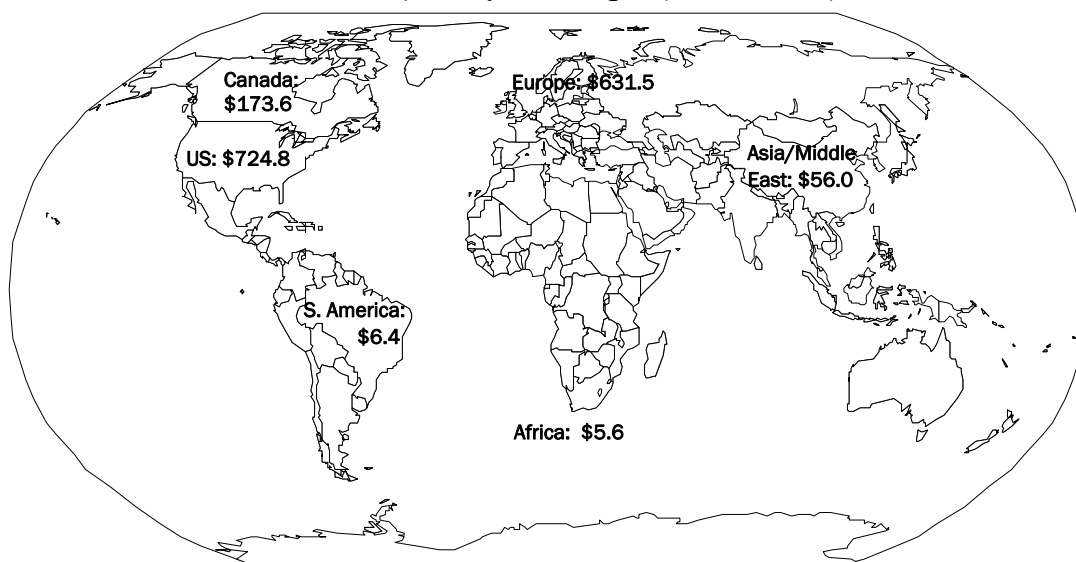 Canada:
$173.6
Europe: $631.5
US: $724.8
Asia/Middle
East: $56.0
S. America:
$6.4
Africa: $5.6